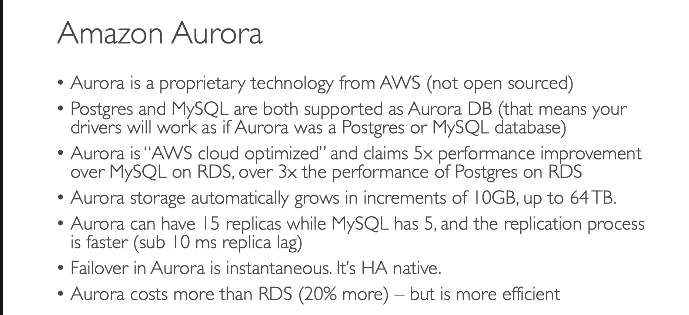 Amazon Aurora
• Aurora is a proprietary technology from AWS (not open sourced)
• Postgres and MySQL are both supported as Aurora DB (that means your
drivers will work as if Aurora was a Postgres or MySQL database)
• Aurora is “AWS cloud optimized” and claims 5x performance improvement
over MySQL on RDS, over 3x the performance of Postgres on RDS
• Aurora storage automatically grows in increments of 10GB, up to 64 TB.
• Aurora can have 15 replicas while MySQL has 5, and the replication process
is faster (sub 10 ms replica lag)
• Failover in Aurora is instantaneous. It’s HA native.
• Aurora costs more than RDS (20% more) – but is more efficient